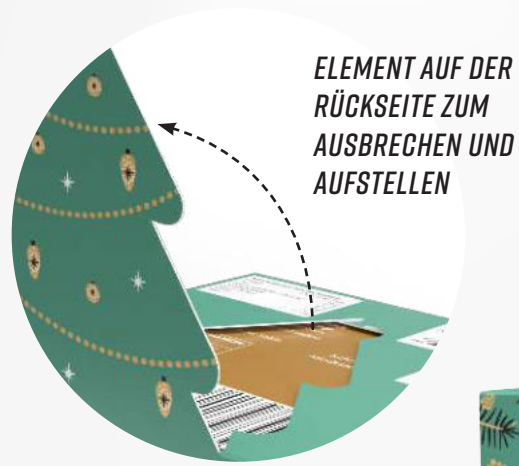 ELEMENT AUF DER
RÜCKSEITE ZUM
AUSBRECHEN UND
AUFSTELLEN